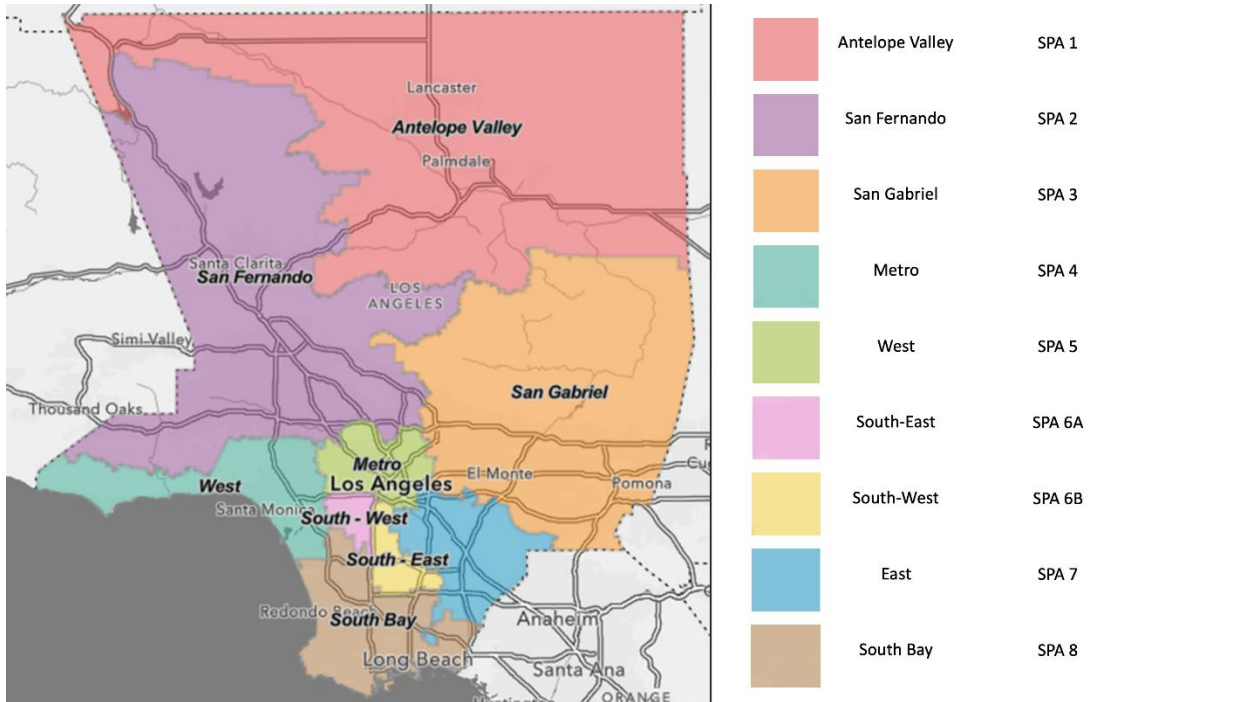 Lancaster
Antelope Valley
Palmdale
Santa Clarita
San Fernando
LOS
ANGELES
Simi Valley
San Gabriel
Thousand Oaks
Metro
Los Angeles
El Monte
Pomona
West
Santa Monica
South - West
South - East
Redondo Beach
South Bay
Anaheim
Long Beach
Santa Ana
ORANGE
Antelope Valley SPA 1
San Fernando SPA 2
San Gabriel SPA 3
Metro SPA 4
West SPA 5
South-East SPA 6A
South-West SPA 6B
East SPA 7
South Bay SPA 8